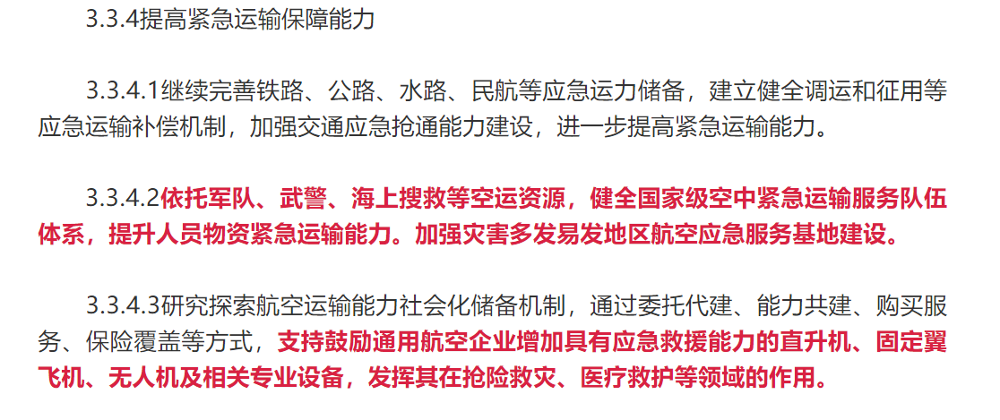 3.3.4提高紧急运输保障能力
3.3.4.1继续完善铁路、公路、水路、民航等应急运力储备，建立健全调运和征用等
应急运输补偿机制，加强交通应急抢通能力建设，进一步提高紧急运输能力。
3.3.4.2依托军队、武警、海上搜救等空运资源，健全国家级空中紧急运输服务队伍
体系，提升人员物资紧急运输能力。加强灾害多发易发地区航空应急服务基地建设。
3.3.4.3研究探索航空运输能力社会化储备机制，通过委托代建、能力共建、购买服
务、保险覆盖等方式，支持鼓励通用航空企业增加具有应急救援能力的直升机、固定翼
飞机、无人机及相关专业设备，发挥其在抢险救灾、医疗救护等领域的作用。